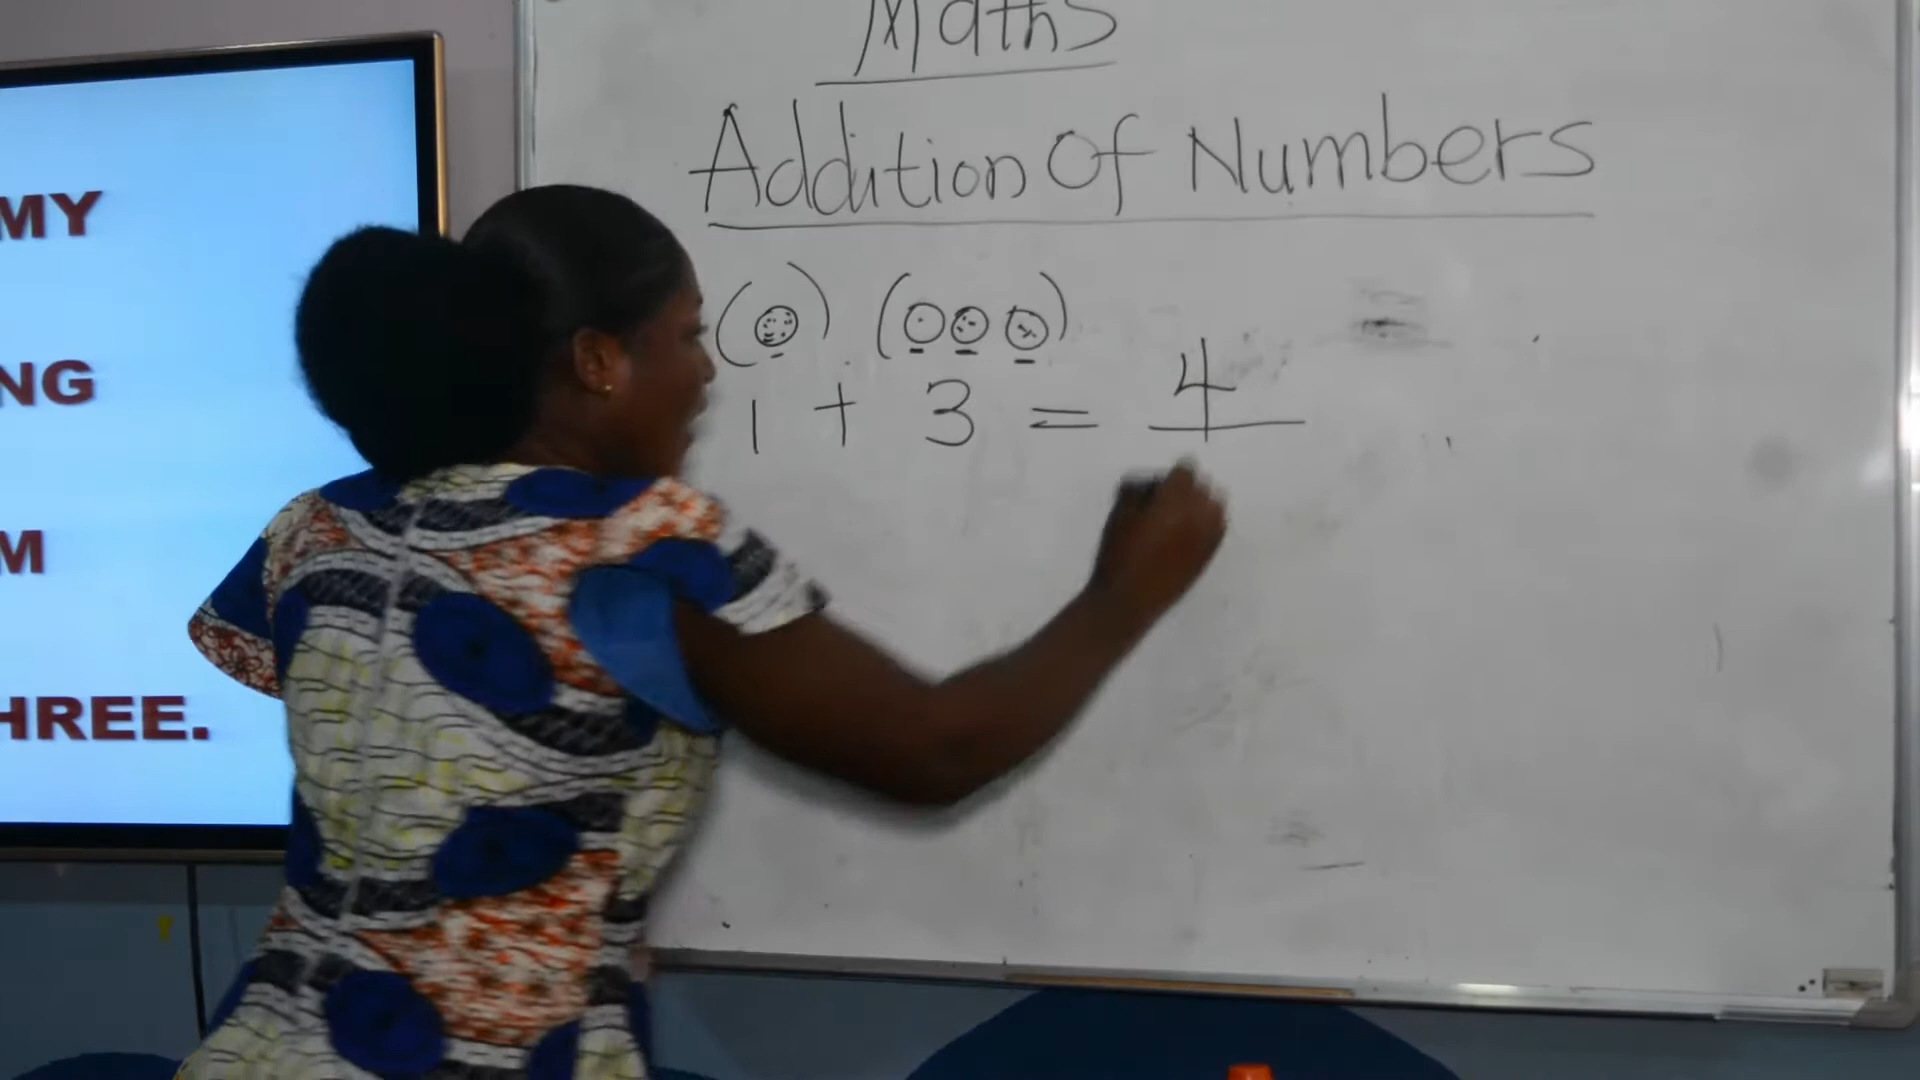 MY
NG
M
HREE.
Maths
Addition Of Numbers
1 + 3 = 4